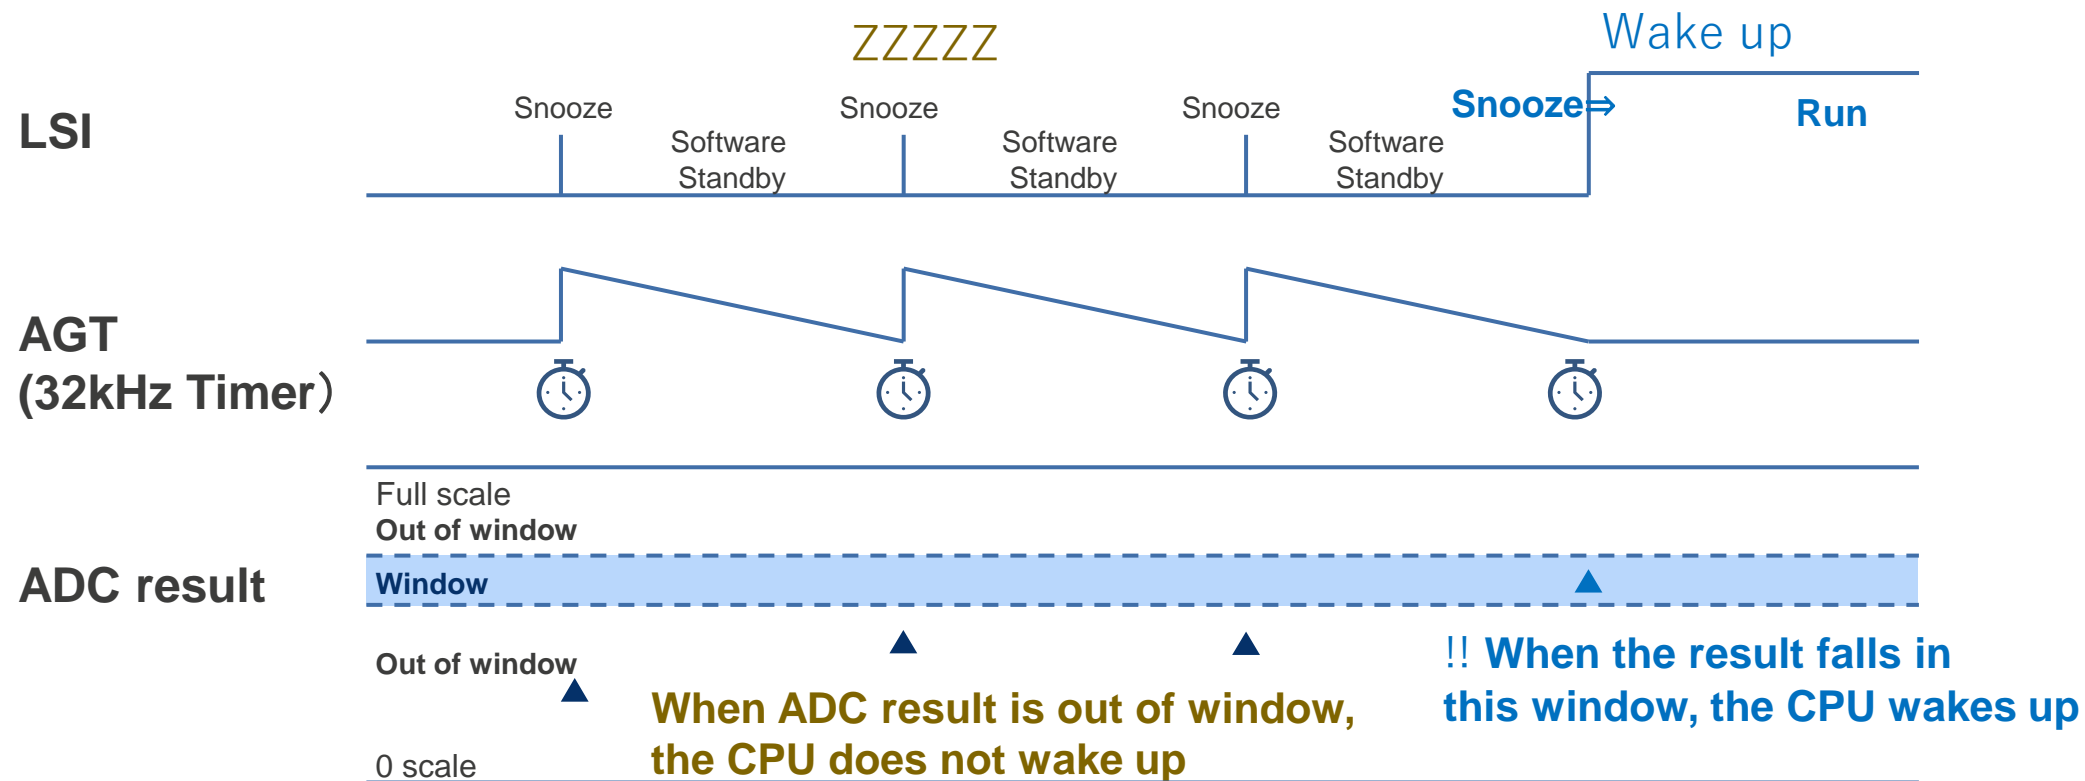 ZZZZZ
Wake up
LSI
Snooze
Snooze
Snooze
Snooze⇒
Run
Software
Standby
Software
Standby
Software
Standby
AGT
(32kHz Timer）
Full scale
Out of window
ADC result
Window
Out of window
!! When the result falls in
this window, the CPU wakes up
When ADC result is out of window,
the CPU does not wake up
0 scale